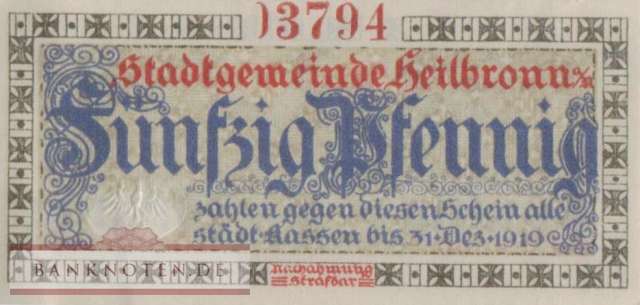 )3794
Stadtgemeinde Heilbronn a/N
Fünfzig Pfennig
zahlen gegen diesen Schein alle
städt·Kassen bis 31·Dez·1919
BANKNOTEN.DE
Nachahmung
strafbar